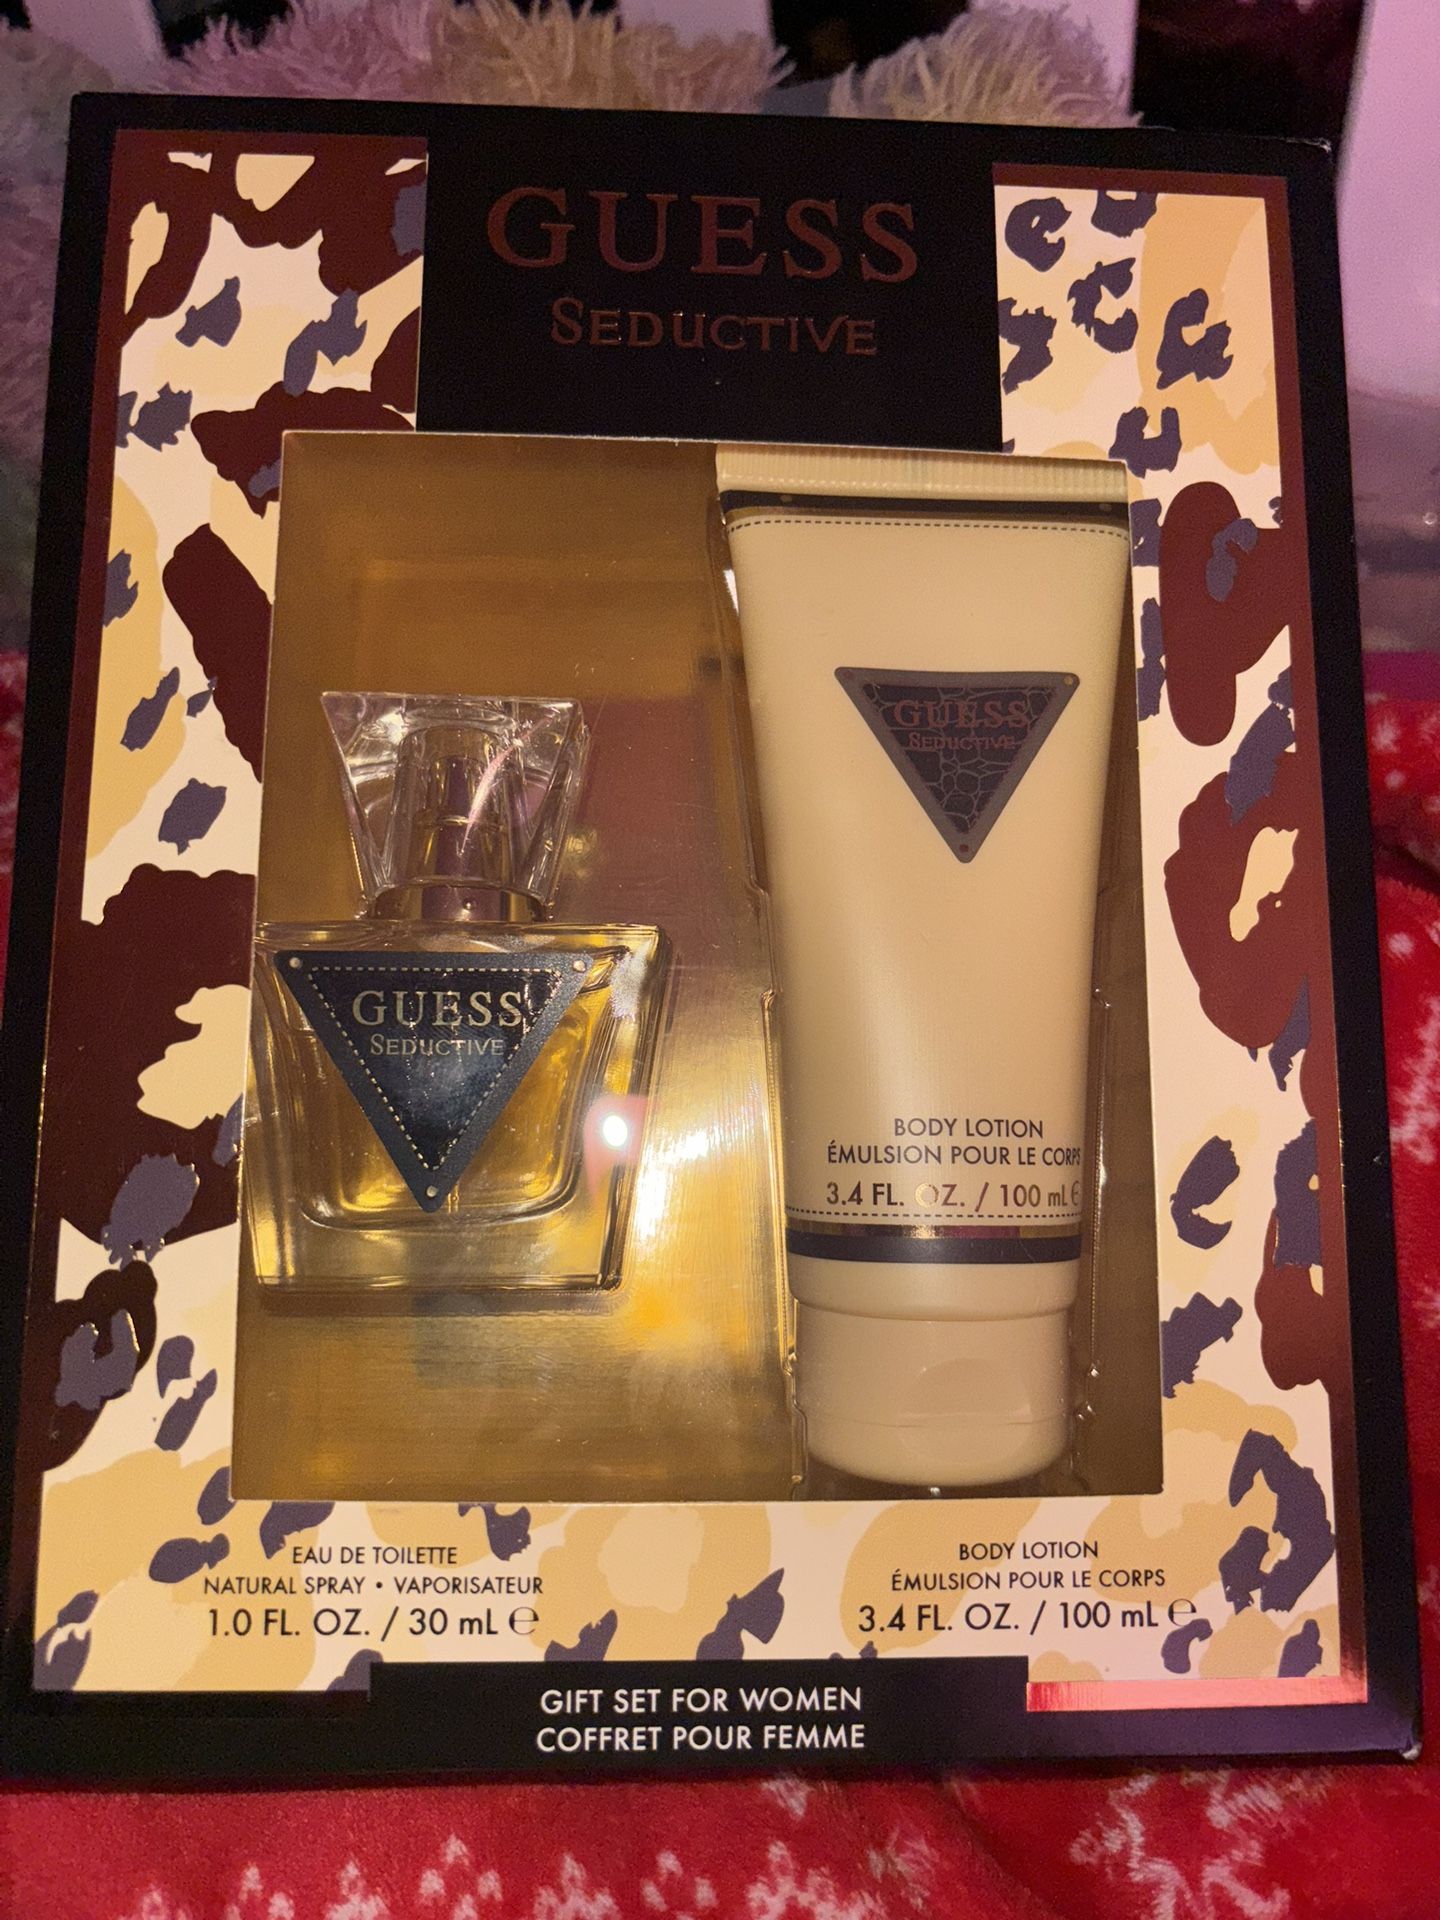 GUESS
SEDUCTIVE
GUESS
SEDUCTIVE
GUESS
SEDUCTIVE
BODY LOTION
ÉMULSION POUR LE CORPS
3.4 FL. OZ. / 100 mL ℮
EAU DE TOILETTE
NATURAL SPRAY • VAPORISATEUR
1.0 FL. OZ. / 30 mL ℮
BODY LOTION
ÉMULSION POUR LE CORPS
3.4 FL. OZ. / 100 mL ℮
GIFT SET FOR WOMEN
COFFRET POUR FEMME